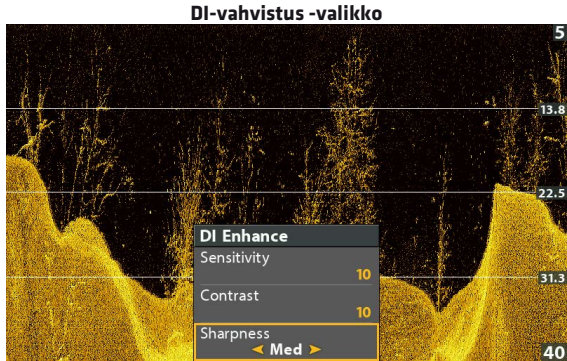 DI-vahvistus -valikko
5
13.8
22.5
DI Enhance
Sensitivity
10
31.3
Contrast
10
Sharpness
Med
40